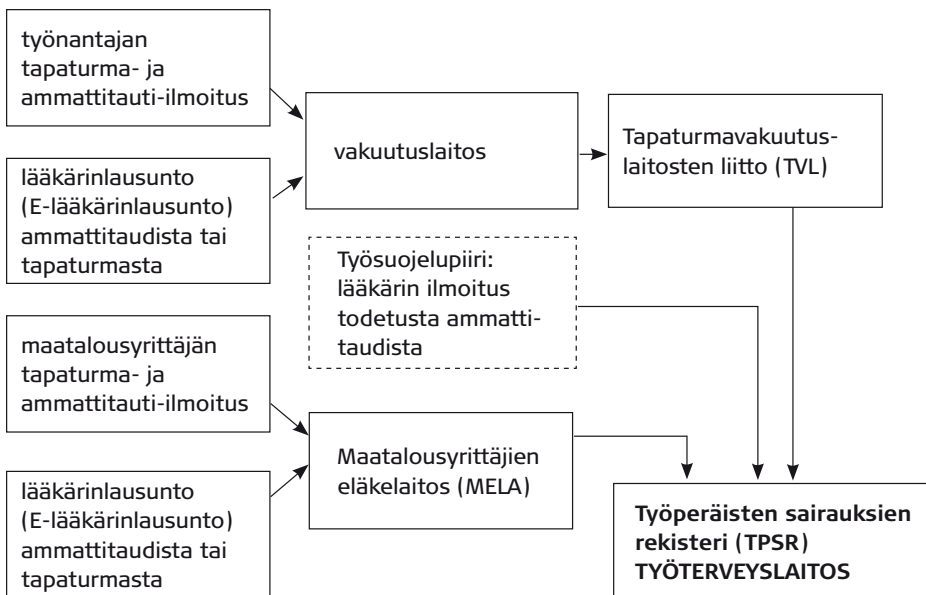 työnantajan
tapaturma- ja
ammattitauti-ilmoitus
lääkärinlausunto
(E-lääkärinlausunto)
ammattitaudista tai
tapaturmasta
vakuutuslaitos
Tapaturmavakuutus-
laitosten liitto (TVL)
Työsuojelupiiri:
lääkärin ilmoitus
todetusta ammatti-
taudista
maatalousyrittäjän
tapaturma- ja
ammattitauti-ilmoitus
lääkärinlausunto
(E-lääkärinlausunto)
ammattitaudista tai
tapaturmasta
Maatalousyrittäjien
eläkelaitos (MELA)
Työperäisten sairauksien
rekisteri (TPSR)
TYÖTERVEYSLAITOS